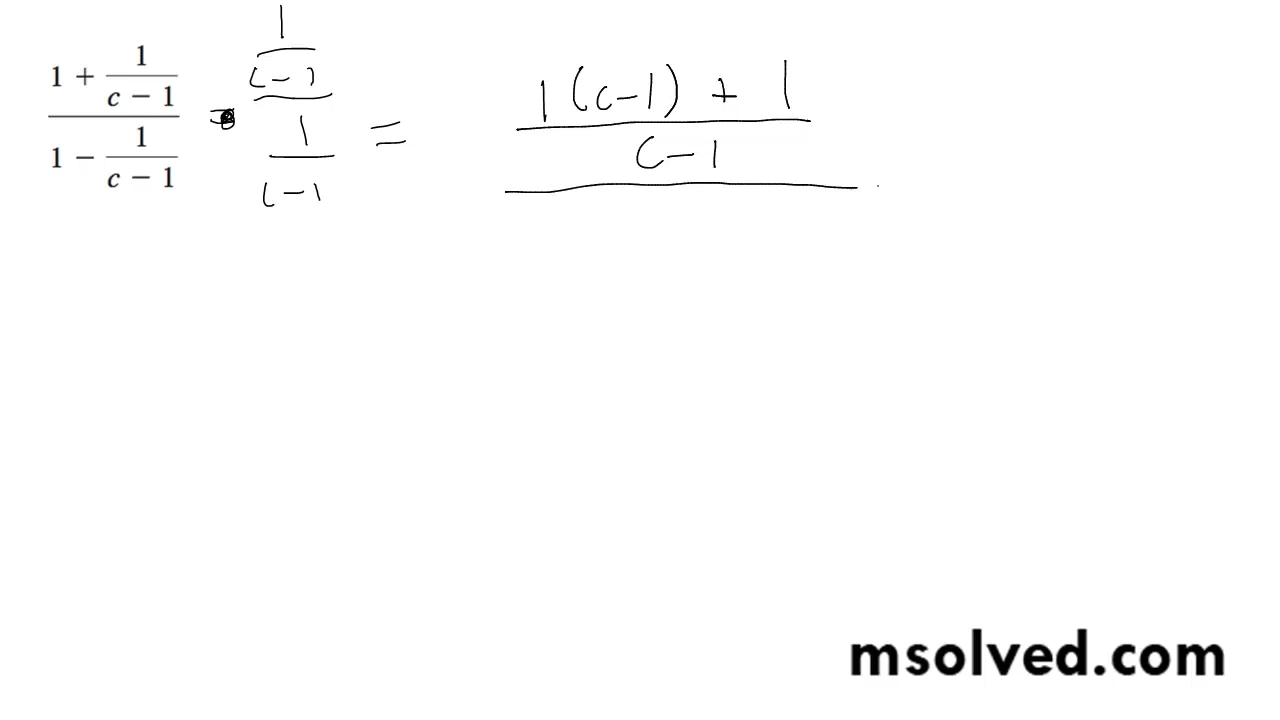 1 + 1/(c − 1)
1 − 1/(c − 1)
1/(c−1)
1/(c−1)
=
1(c−1) + 1
c−1
msolved.com